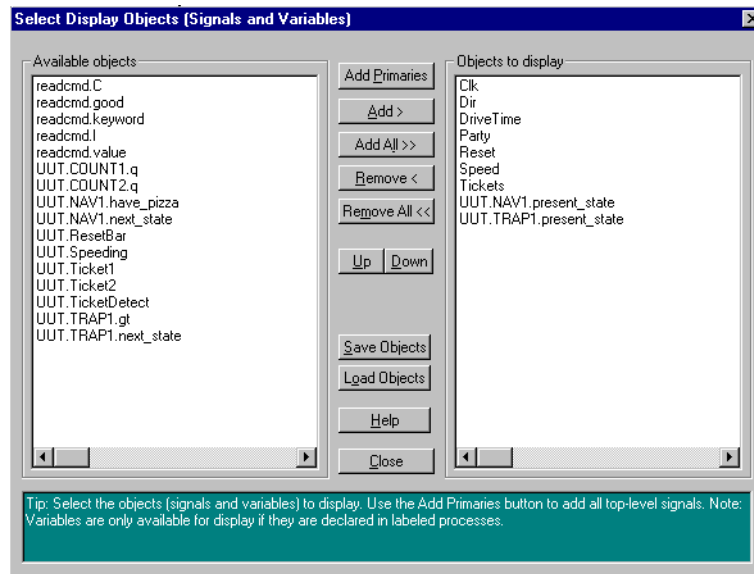 Select Display Objects (Signals and Variables)
Available objects
readcmd.C
readcmd.good
readcmd.keyword
readcmd.l
readcmd.value
UUT.COUNT1.q
UUT.COUNT2.q
UUT.NAV1.have_pizza
UUT.NAV1.next_state
UUT.ResetBar
UUT.Speeding
UUT.Ticket1
UUT.Ticket2
UUT.TicketDetect
UUT.TRAP1.gt
UUT.TRAP1.next_state
Add Primaries
Add >
Add All >>
Remove <
Remove All <<
Up
Down
Save Objects
Load Objects
Help
Close
Objects to display
Clk
Dir
DriveTime
Party
Reset
Speed
Tickets
UUT.NAV1.present_state
UUT.TRAP1.present_state
Tip: Select the objects (signals and variables) to display. Use the Add Primaries button to add all top-level signals. Note:
Variables are only available for display if they are declared in labeled processes.